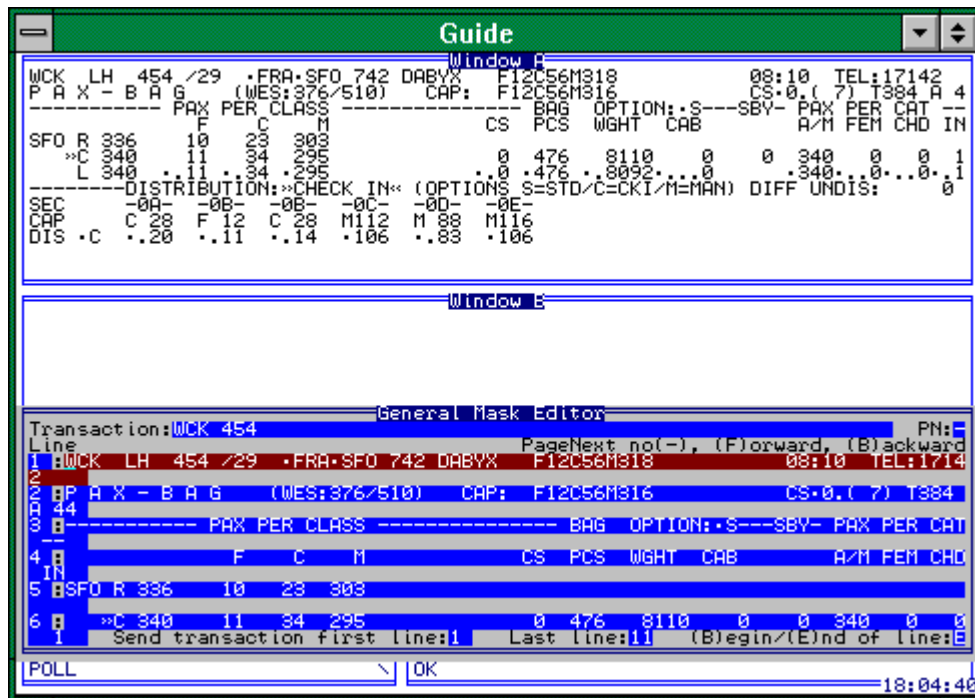 Guide
Window A
WCK LH 454 /29 ·FRA·SFO 742 DABYX F12C56M318 08:10 TEL:17142
P A X - B A G (WES:376/510) CAP: F12C56M316 CS·0.( 7) T384 A 4
------------ PAX PER CLASS ---------------- BAG OPTION:·S---SBY- PAX PER CAT --
F C M CS PCS WGHT CAB A/M FEM CHD IN
SFO R 336 10 23 303
»C 340 11 34 295 0 476 8110 0 0 340 0 0 1
L 340 ..11 ..34 ·295 ..0 ·476 ·.8092·...0 ·340·..0·..0·.1
--------DISTRIBUTION:»CHECK IN« (OPTIONS S=STD/C=CKI/M=MAN) DIFF UNDIS: 0
SEC -0A- -0B- -0B- -0C- -0D- -0E-
CAP C 28 F 12 C 28 M112 M 88 M116
DIS ·C ·.20 ·.11 ·.14 ·106 ·.83 ·106
Window B
General Mask Editor
Transaction:WCK 454 PN:-
Line PageNext no(-), (F)orward, (B)ackward
1 :WCK LH 454 /29 ·FRA·SFO 742 DABYX F12C56M318 08:10 TEL:1714
2
2 :P A X - B A G (WES:376/510) CAP: F12C56M316 CS·0.( 7) T384
A 44
3 :------------ PAX PER CLASS ---------------- BAG OPTION:·S---SBY- PAX PER CAT
--
4 : F C M CS PCS WGHT CAB A/M FEM CHD
IN
5 :SFO R 336 10 23 303
6 : »C 340 11 34 295 0 476 8110 0 0 340 0 0
1 Send transaction first line:1 Last line:11 (B)egin/(E)nd of line:E
POLL \ OK
18:04:40